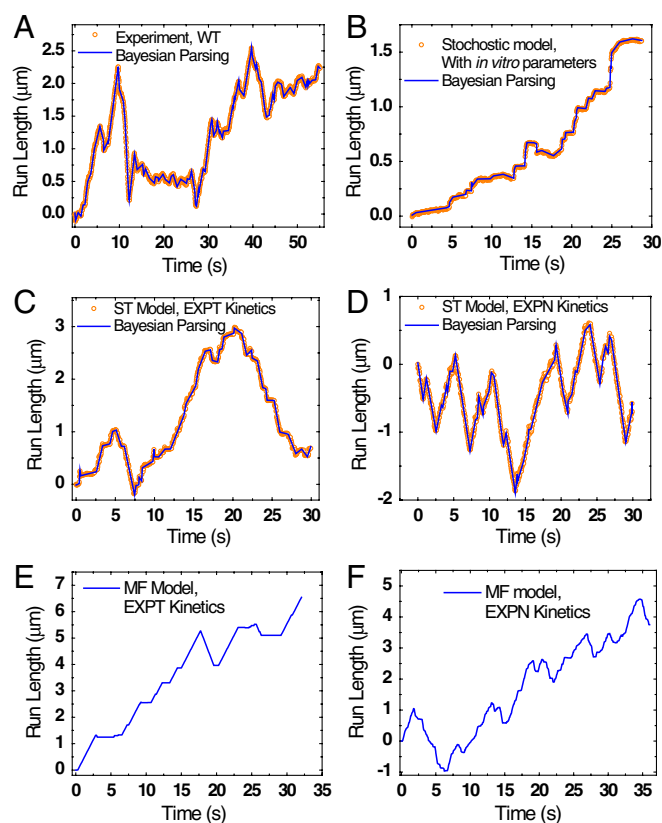 A
Experiment, WT
Bayesian Parsing
Run Length (μm)
2.5
2.0
1.5
1.0
0.5
0.0
0 10 20 30 40 50
Time (s)
B
Stochostic model,
With in vitro parameters
Bayesian Parsing
Run Length (μm)
1.5
1.0
0.5
0.0
0 5 10 15 20 25 30
Time (s)
C
ST Model, EXPT Kinetics
Bayesian Parsing
Run Length (μm)
3
2
1
0
0 5 10 15 20 25 30
Time (s)
D
ST Model, EXPN Kinetics
Bayesian Parsing
Run Length (μm)
1
0
-1
-2
0 5 10 15 20 25 30
Time (s)
E
MF Model,
EXPT Kinetics
Run Length (μm)
7
6
5
4
3
2
1
0
0 5 10 15 20 25 30 35
Time (s)
F
MF model,
EXPN Kinetics
Run Length (μm)
5
4
3
2
1
0
-1
0 5 10 15 20 25 30 35
Time (s)